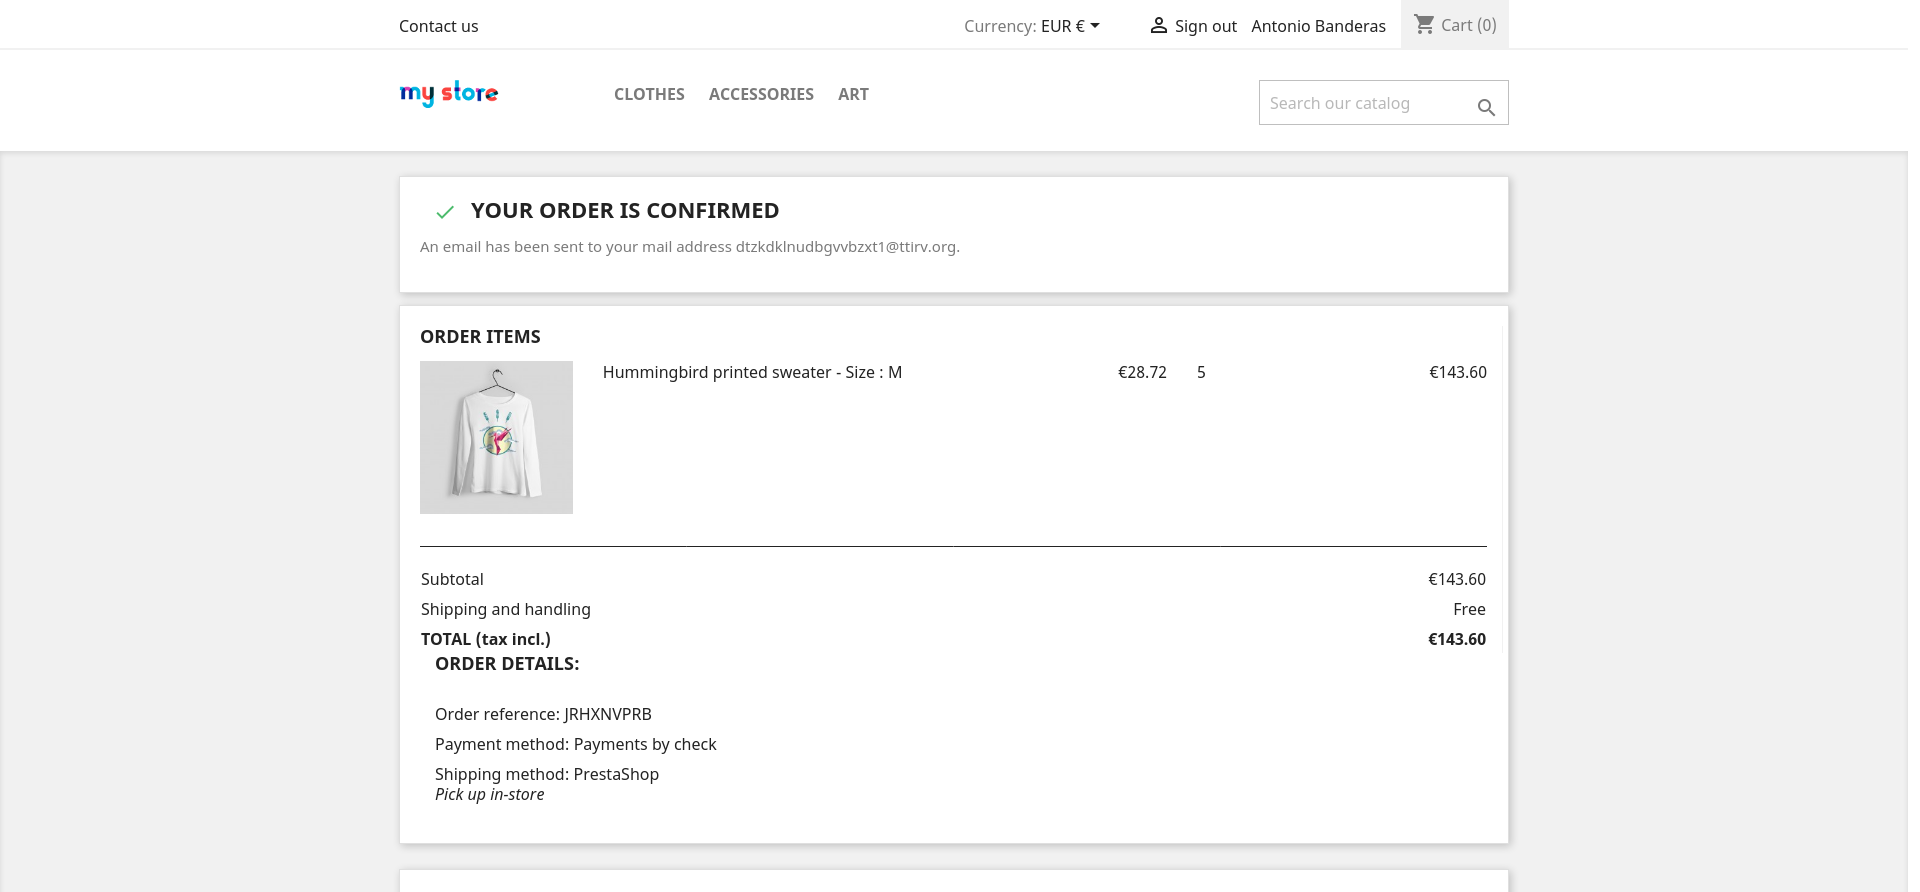 Contact us
Currency: EUR €
Sign out
Antonio Banderas
Cart (0)
my store
CLOTHES
ACCESSORIES
ART
Search our catalog
YOUR ORDER IS CONFIRMED
An email has been sent to your mail address dtzkdklnudbgvvbzxt1@ttirv.org.
ORDER ITEMS
Hummingbird printed sweater - Size : M €28.72 5 €143.60
Subtotal €143.60
Shipping and handling Free
TOTAL (tax incl.) €143.60
ORDER DETAILS:
Order reference: JRHXNVPRB
Payment method: Payments by check
Shipping method: PrestaShop
Pick up in-store